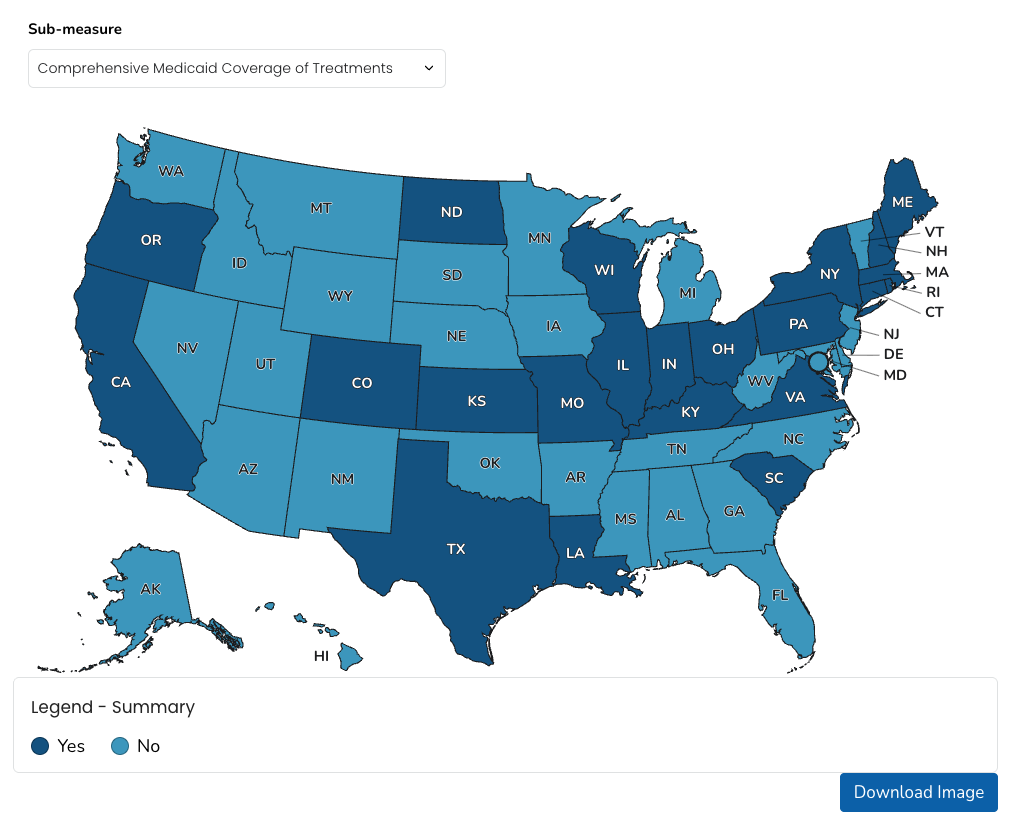 Sub-measure
Comprehensive Medicaid Coverage of Treatments
WA
MT
ND
MN
ME
VT
OR
ID
SD
WI
NH
MA
NY
MI
WY
RI
CT
IA
PA
NE
NJ
NV
UT
CO
IL
IN
OH
DE
MD
CA
KS
MO
WV
VA
KY
NC
TN
AZ
NM
OK
AR
SC
MS
AL
GA
TX
LA
AK
FL
HI
Legend - Summary
Yes No
Download Image